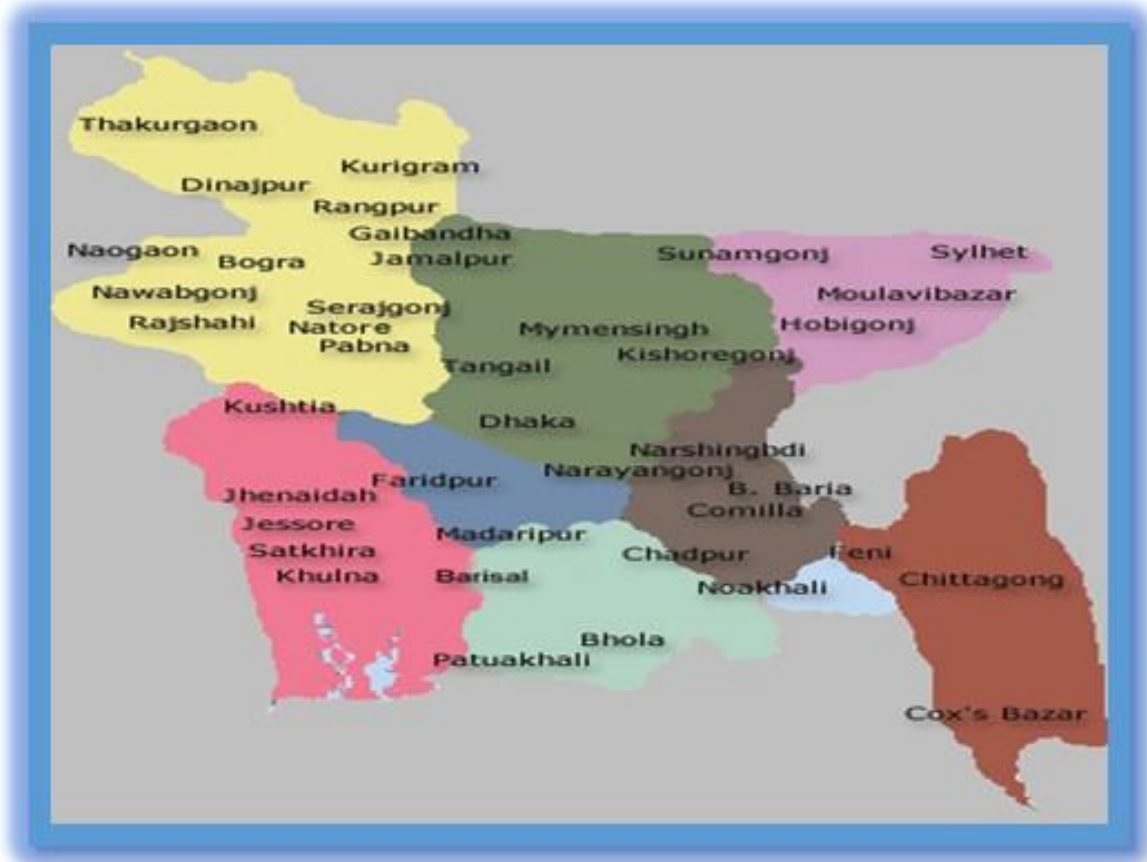 Thakurgaon
Kurigram
Dinajpur
Rangpur
Gaibandha
Naogaon
Bogra
Jamalpur
Sunamgonj
Sylhet
Nawabgonj
Serajgonj
Moulavibazar
Rajshahi
Natore
Mymensingh
Hobigonj
Pabna
Tangail
Kishoregonj
Kushtia
Dhaka
Narshingbdi
Narayangonj
Faridpur
Jhenaidah
B. Baria
Comilla
Jessore
Madaripur
Satkhira
Chadpur
Feni
Khulna
Barisal
Noakhali
Chittagong
Bhola
Patuakhali
Cox's Bazar